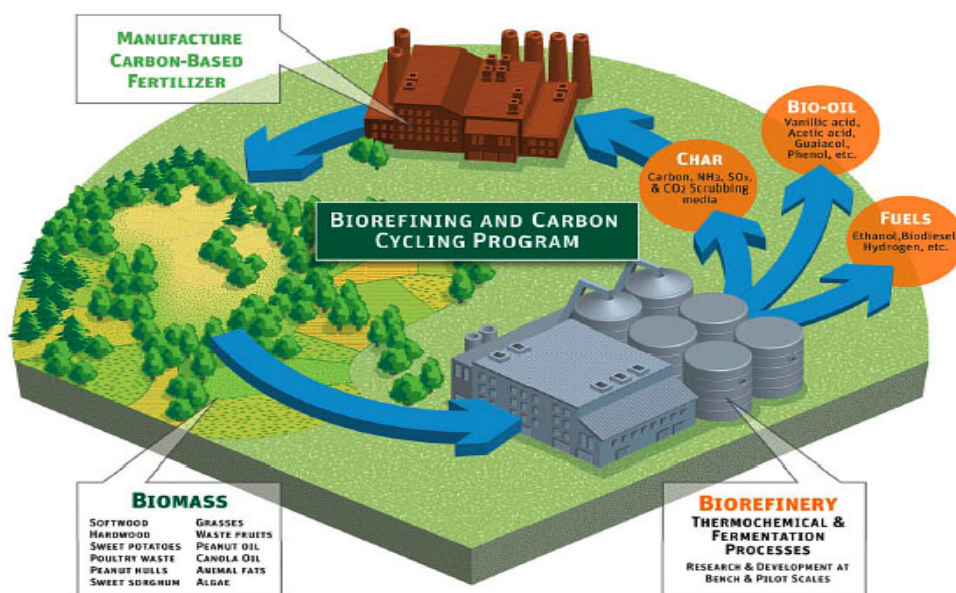 MANUFACTURE
CARBON-BASED
FERTILIZER
BIO-OIL
Vanillic acid,
Acetic acid,
Guaiacol,
Phenol, etc.
CHAR
Carbon, NH3, SOx,
& CO2 Scrubbing
media
FUELS
Ethanol,Biodiesel
Hydrogen, etc.
BIOREFINING AND CARBON
CYCLING PROGRAM
BIOMASS
SOFTWOOD
HARDWOOD
SWEET POTATOES
POULTRY WASTE
PEANUT HULLS
SWEET SORGHUM
GRASSES
WASTE FRUITS
PEANUT OIL
CANOLA OIL
ANIMAL FATS
ALGAE
BIOREFINERY
THERMOCHEMICAL &
FERMENTATION
PROCESSES
RESEARCH & DEVELOPMENT AT
BENCH & PILOT SCALES